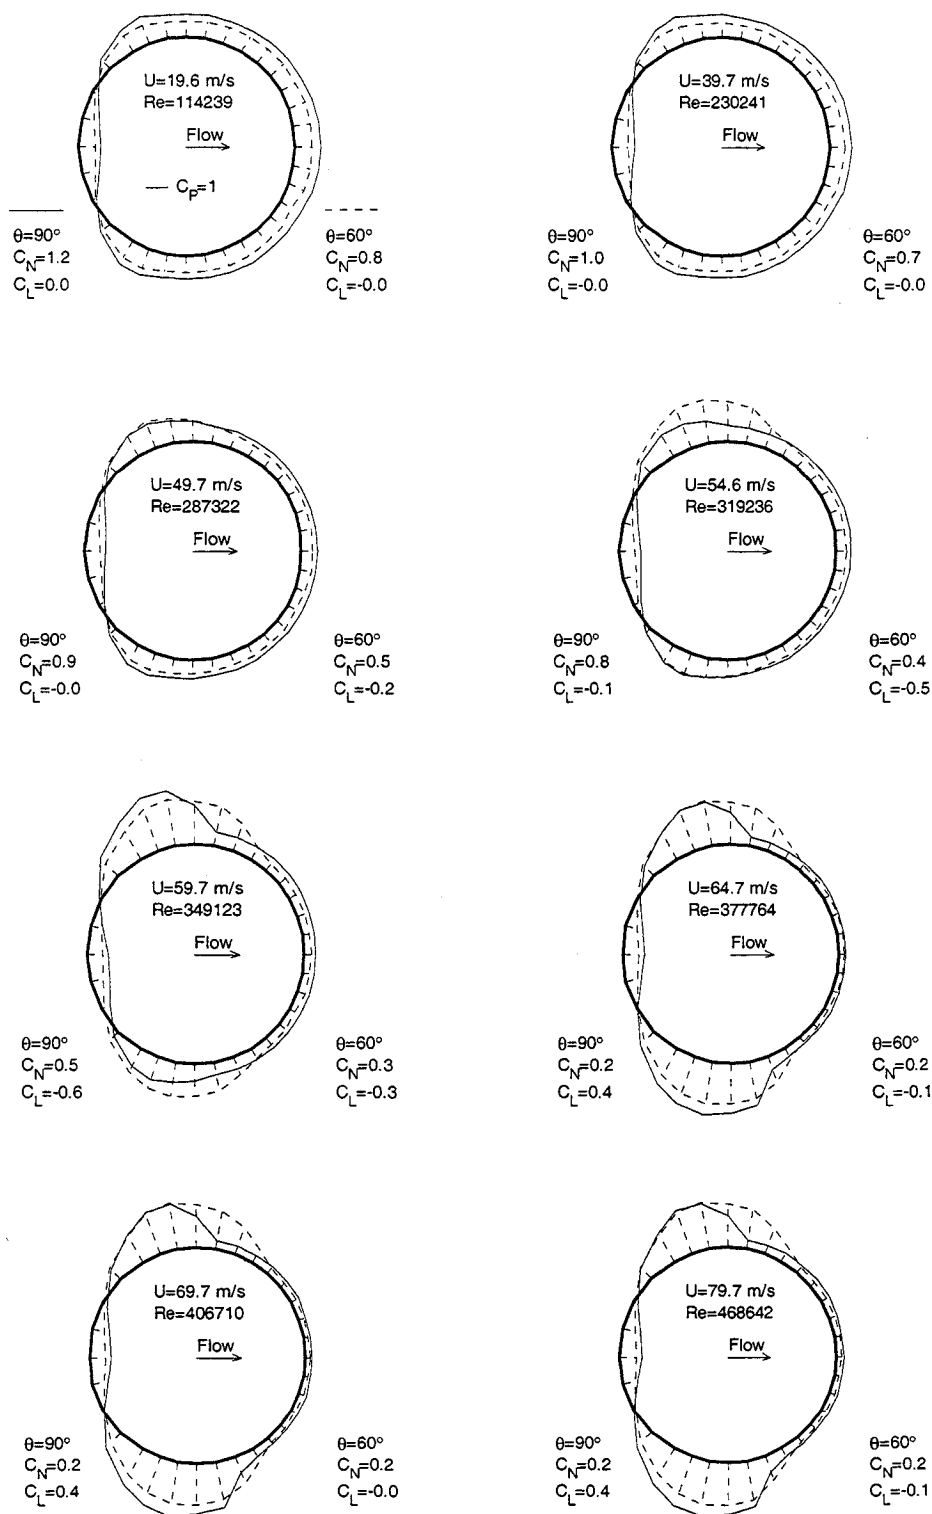 U=19.6 m/s
Re=114239
Flow
C_P=1
θ=90°
C_N=1.2
C_L=0.0
θ=60°
C_N=0.8
C_L=-0.0
U=39.7 m/s
Re=230241
Flow
θ=90°
C_N=1.0
C_L=-0.0
θ=60°
C_N=0.7
C_L=-0.0
U=49.7 m/s
Re=287322
Flow
θ=90°
C_N=0.9
C_L=-0.0
θ=60°
C_N=0.5
C_L=-0.2
U=54.6 m/s
Re=319236
Flow
θ=90°
C_N=0.8
C_L=-0.1
θ=60°
C_N=0.4
C_L=-0.5
U=59.7 m/s
Re=349123
Flow
θ=90°
C_N=0.5
C_L=-0.6
θ=60°
C_N=0.3
C_L=-0.3
U=64.7 m/s
Re=377764
Flow
θ=90°
C_N=0.2
C_L=0.4
θ=60°
C_N=0.2
C_L=-0.1
U=69.7 m/s
Re=406710
Flow
θ=90°
C_N=0.2
C_L=0.4
θ=60°
C_N=0.2
C_L=-0.0
U=79.7 m/s
Re=468642
Flow
θ=90°
C_N=0.2
C_L=0.4
θ=60°
C_N=0.2
C_L=-0.1